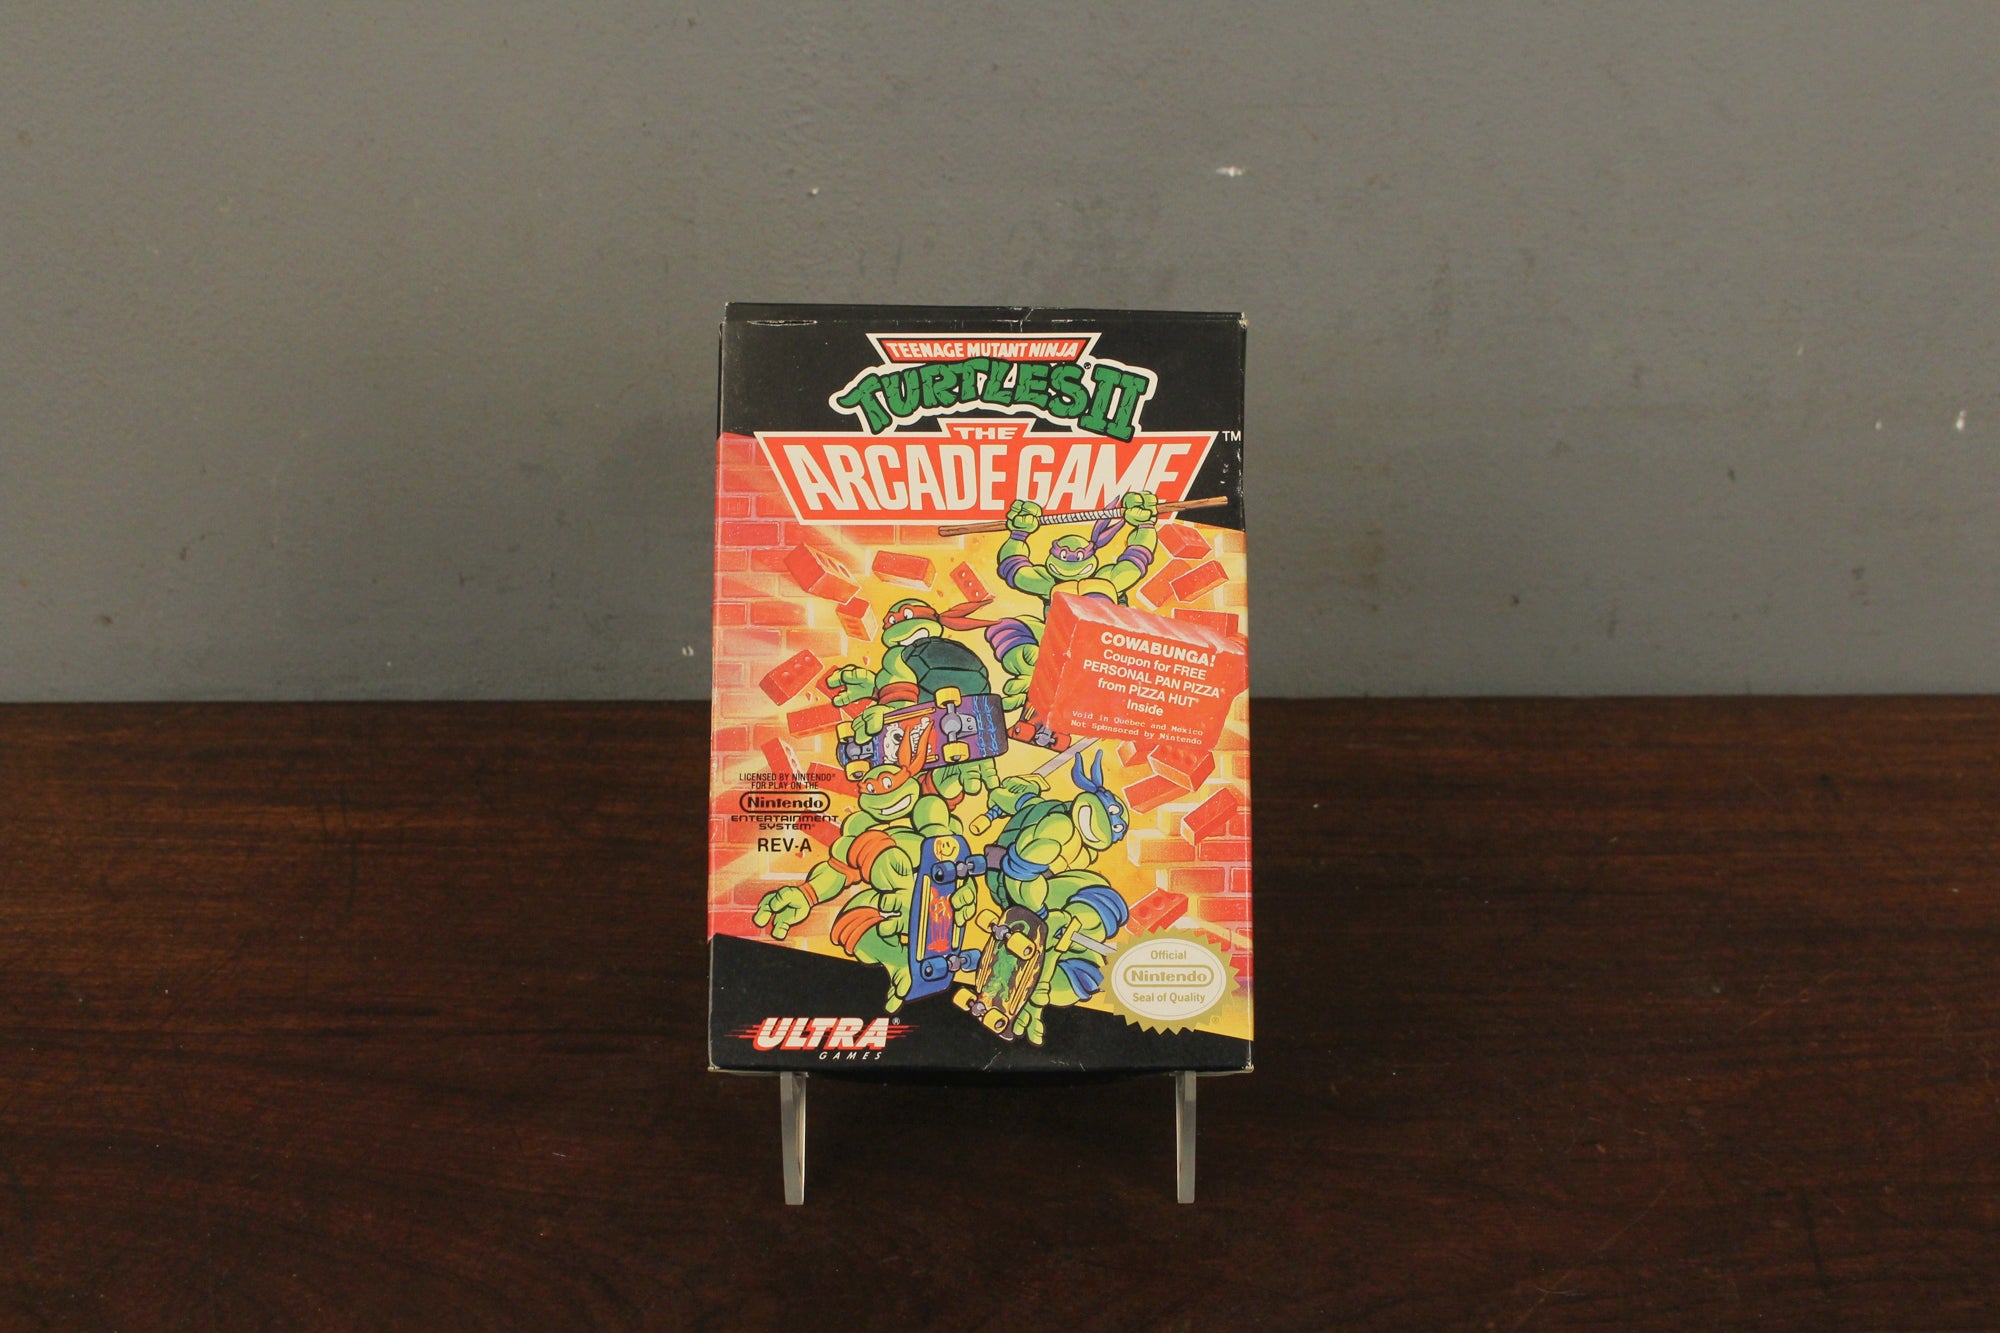 TEENAGE MUTANT NINJA
TURTLES II
THE
ARCADE GAME
TM
COWABUNGA!
Coupon for FREE
PERSONAL PAN PIZZA®
from PIZZA HUT®
Inside
Void in Québec and Mexico
Not Sponsored by Nintendo
LICENSED BY NINTENDO®
FOR PLAY ON THE
Nintendo
ENTERTAINMENT
SYSTEM®
REV-A
Official
Nintendo
Seal of Quality
®
ULTRA®
GAMES